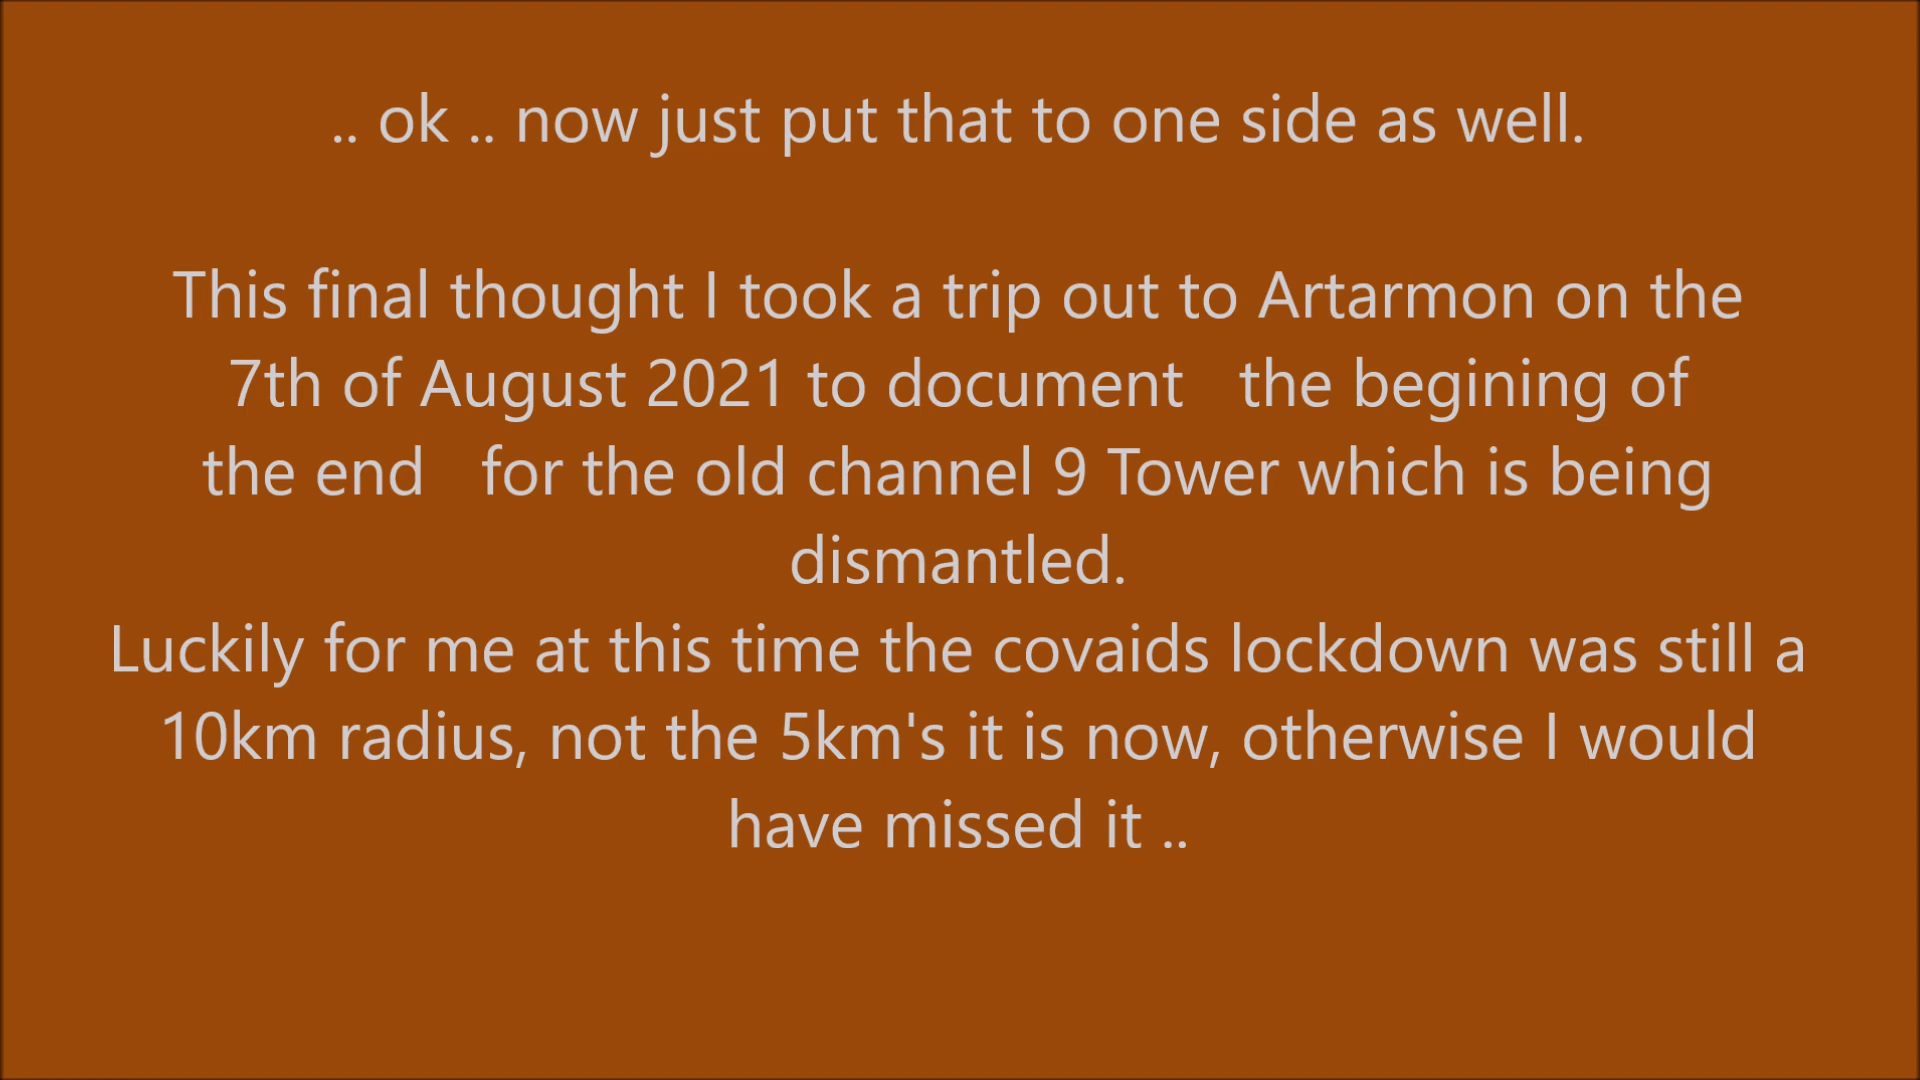 .. ok .. now just put that to one side as well.
This final thought I took a trip out to Artarmon on the
7th of August 2021 to document   the begining of
the end   for the old channel 9 Tower which is being
dismantled.
Luckily for me at this time the covaids lockdown was still a
10km radius, not the 5km's it is now, otherwise I would
have missed it ..